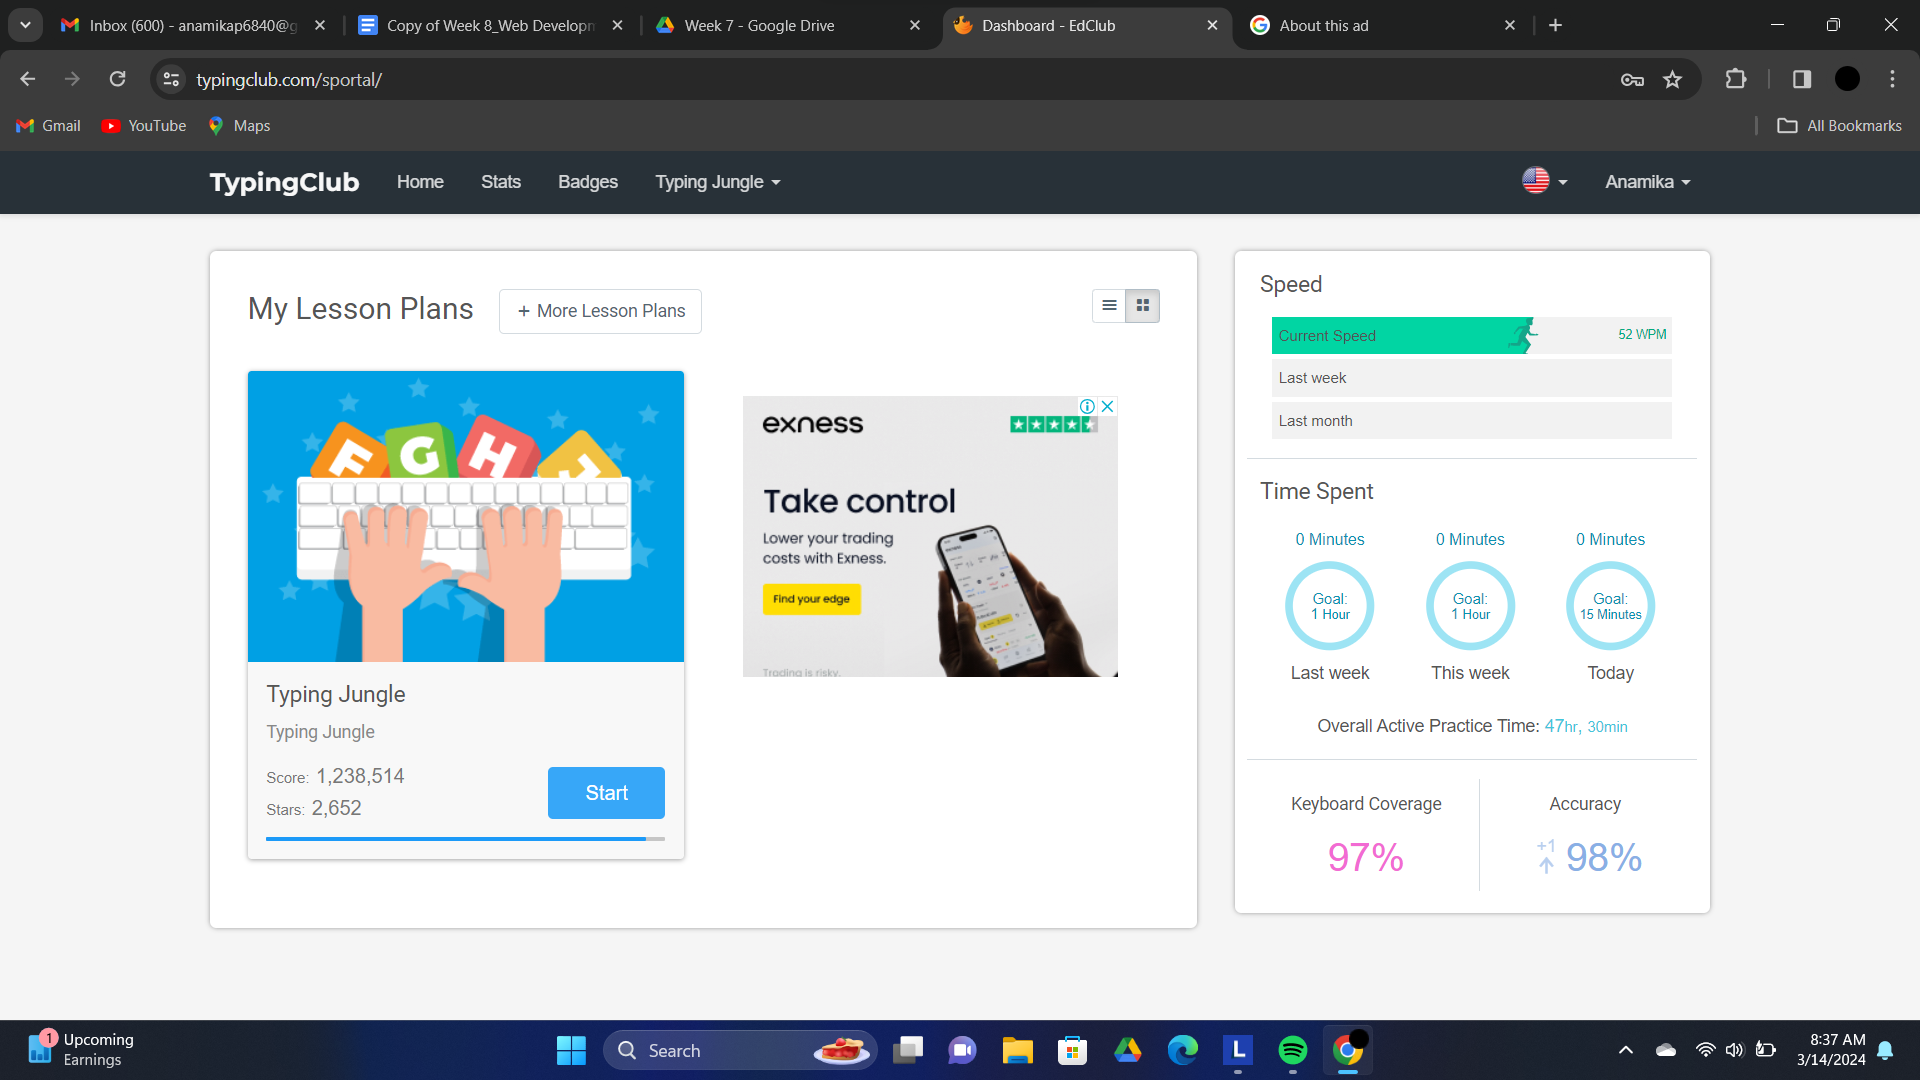 Inbox (600) - anamikap6840@g
Copy of Week 8_Web Developm
Week 7 - Google Drive
Dashboard - EdClub
About this ad
typingclub.com/sportal/
Gmail
YouTube
Maps
All Bookmarks
TypingClub
Home
Stats
Badges
Typing Jungle
Anamika
My Lesson Plans
+ More Lesson Plans
F G H J
Typing Jungle
Typing Jungle
Score: 1,238,514
Stars: 2,652
Start
exness
Take control
Lower your trading
costs with Exness.
Find your edge
Trading is risky.
Speed
Current Speed 52 WPM
Last week
Last month
Time Spent
0 Minutes 0 Minutes 0 Minutes
Goal: Goal: Goal:
1 Hour 1 Hour 15 Minutes
Last week This week Today
Overall Active Practice Time: 47hr, 30min
Keyboard Coverage Accuracy
97% +1 98%
1
Upcoming
Earnings
Search
L
8:37 AM
3/14/2024